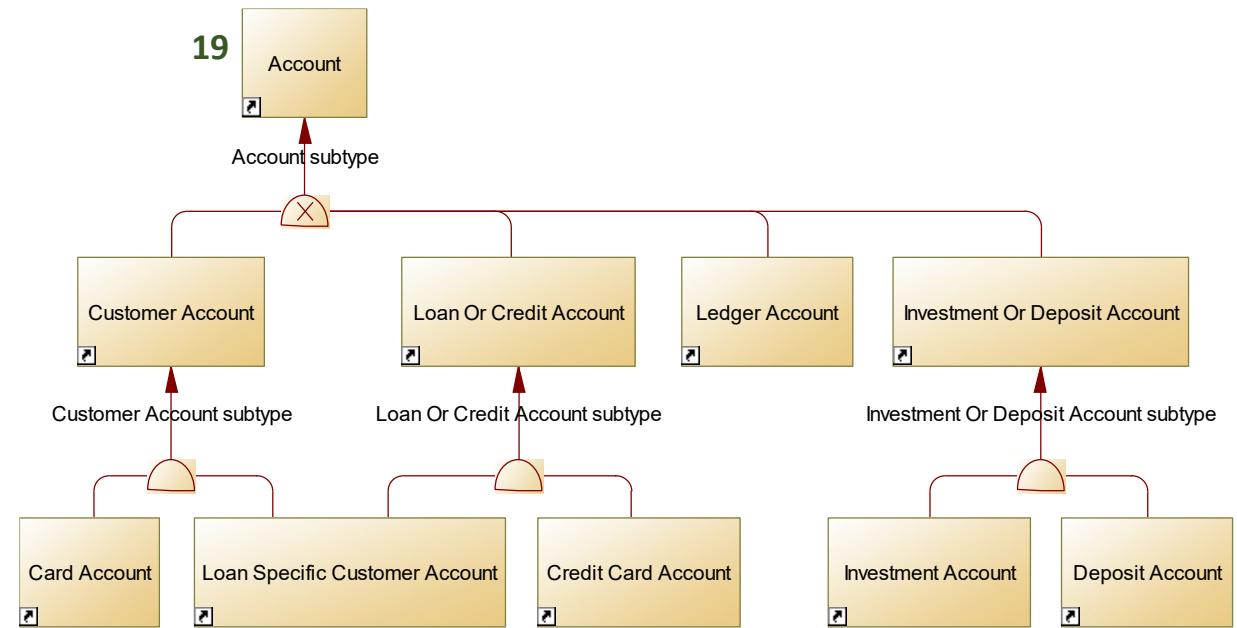 19
Account
Account subtype
Customer Account
Loan Or Credit Account
Ledger Account
Investment Or Deposit Account
Customer Account subtype
Loan Or Credit Account subtype
Investment Or Deposit Account subtype
Card Account
Loan Specific Customer Account
Credit Card Account
Investment Account
Deposit Account